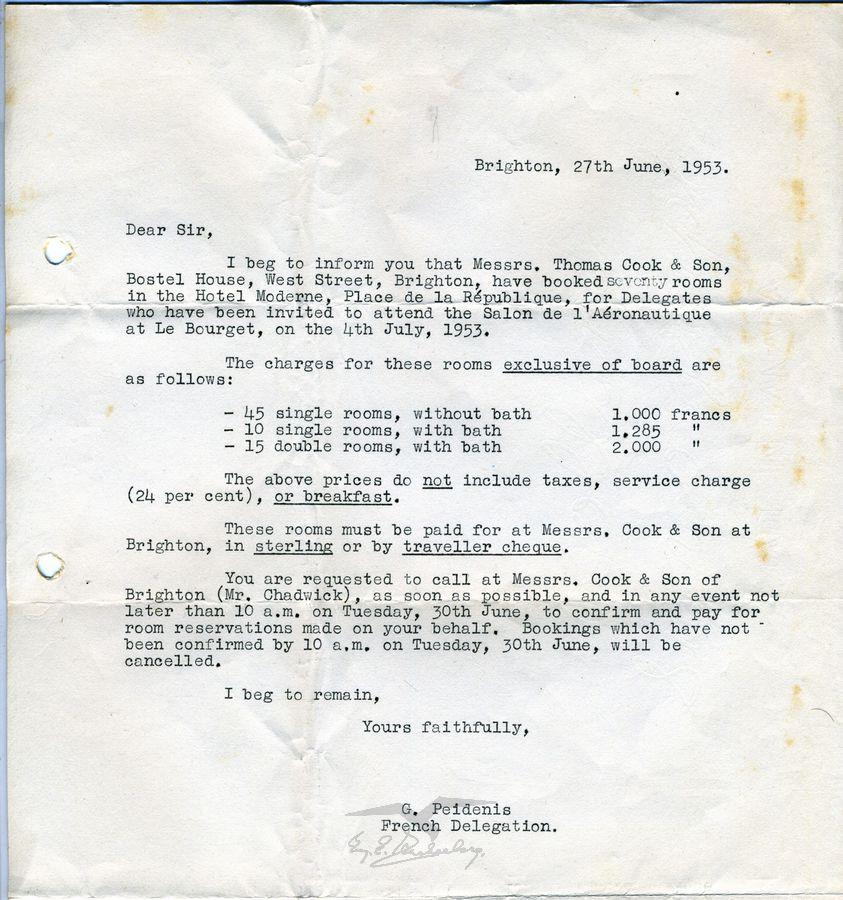 Brighton, 27th June, 1953.
Dear Sir,
I beg to inform you that Messrs. Thomas Cook & Son,
Bostel House, West Street, Brighton, have booked seventy rooms
in the Hotel Moderne, Place de la République, for Delegates
who have been invited to attend the Salon de l'Aéronautique
at Le Bourget, on the 4th July, 1953.
The charges for these rooms exclusive of board are
as follows:
- 45 single rooms, without bath 1.000 francs
- 10 single rooms, with bath 1.285 "
- 15 double rooms, with bath 2.000 "
The above prices do not include taxes, service charge
(24 per cent), or breakfast.
These rooms must be paid for at Messrs. Cook & Son at
Brighton, in sterling or by traveller cheque.
You are requested to call at Messrs. Cook & Son of
Brighton (Mr. Chadwick), as soon as possible, and in any event not
later than 10 a.m. on Tuesday, 30th June, to confirm and pay for
room reservations made on your behalf. Bookings which have not
been confirmed by 10 a.m. on Tuesday, 30th June, will be
cancelled.
I beg to remain,
Yours faithfully,
G. Peidenis
French Delegation.